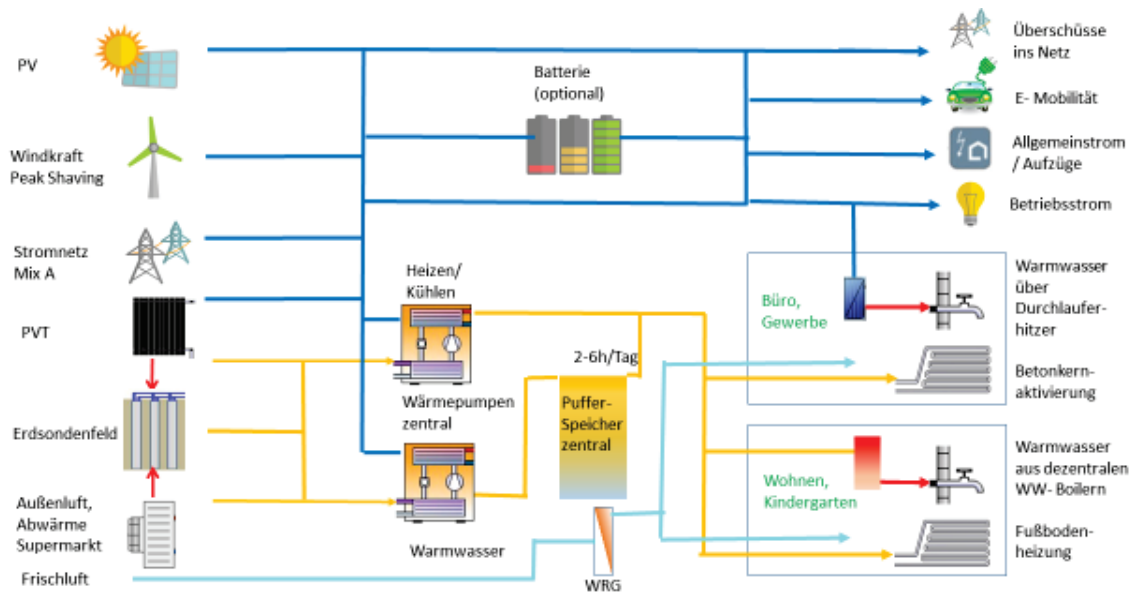 PV
Windkraft
Peak Shaving
Stromnetz
Mix A
PVT
Erdsondenfeld
Außenluft,
Abwärme
Supermarkt
Frischluft
Batterie
(optional)
Heizen/
Kühlen
Wärmepumpen
zentral
Warmwasser
2-6h/Tag
Puffer-
Speicher
zentral
WRG
Büro,
Gewerbe
Wohnen,
Kindergarten
Überschüsse
ins Netz
E- Mobilität
Allgemeinstrom
/ Aufzüge
Betriebsstrom
Warmwasser
über
Durchlaufer-
hitzer
Betonkern-
aktivierung
Warmwasser
aus dezentralen
WW- Boilern
Fußboden-
heizung